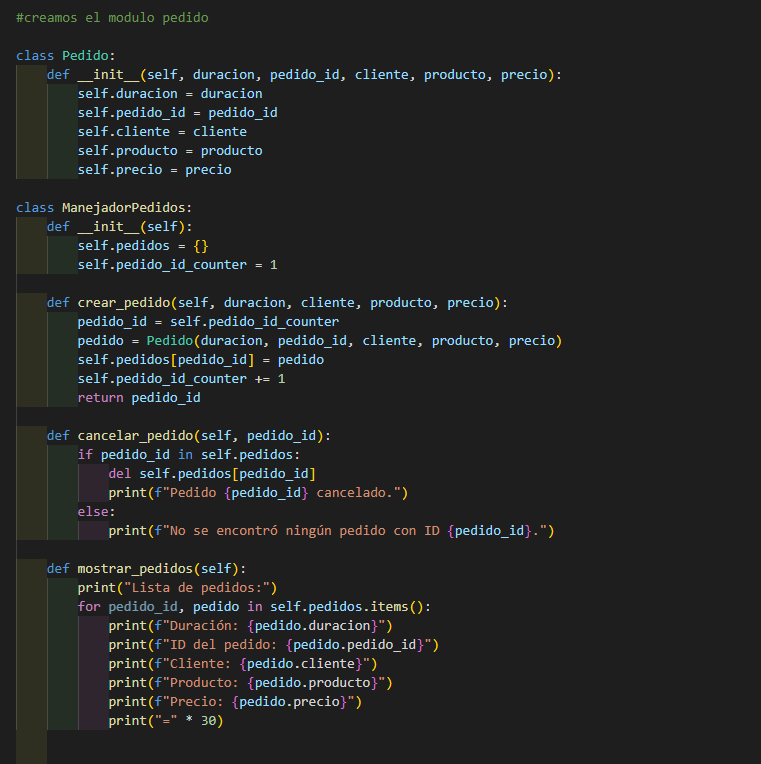 #creamos el modulo pedido
class Pedido:
    def __init__(self, duracion, pedido_id, cliente, producto, precio):
        self.duracion = duracion
        self.pedido_id = pedido_id
        self.cliente = cliente
        self.producto = producto
        self.precio = precio
class ManejadorPedidos:
    def __init__(self):
        self.pedidos = {}
        self.pedido_id_counter = 1
    def crear_pedido(self, duracion, cliente, producto, precio):
        pedido_id = self.pedido_id_counter
        pedido = Pedido(duracion, pedido_id, cliente, producto, precio)
        self.pedidos[pedido_id] = pedido
        self.pedido_id_counter += 1
        return pedido_id
    def cancelar_pedido(self, pedido_id):
        if pedido_id in self.pedidos:
            del self.pedidos[pedido_id]
            print(f"Pedido {pedido_id} cancelado.")
        else:
            print(f"No se encontró ningún pedido con ID {pedido_id}.")
    def mostrar_pedidos(self):
        print("Lista de pedidos:")
        for pedido_id, pedido in self.pedidos.items():
            print(f"Duración: {pedido.duracion}")
            print(f"ID del pedido: {pedido.pedido_id}")
            print(f"Cliente: {pedido.cliente}")
            print(f"Producto: {pedido.producto}")
            print(f"Precio: {pedido.precio}")
            print("=" * 30)